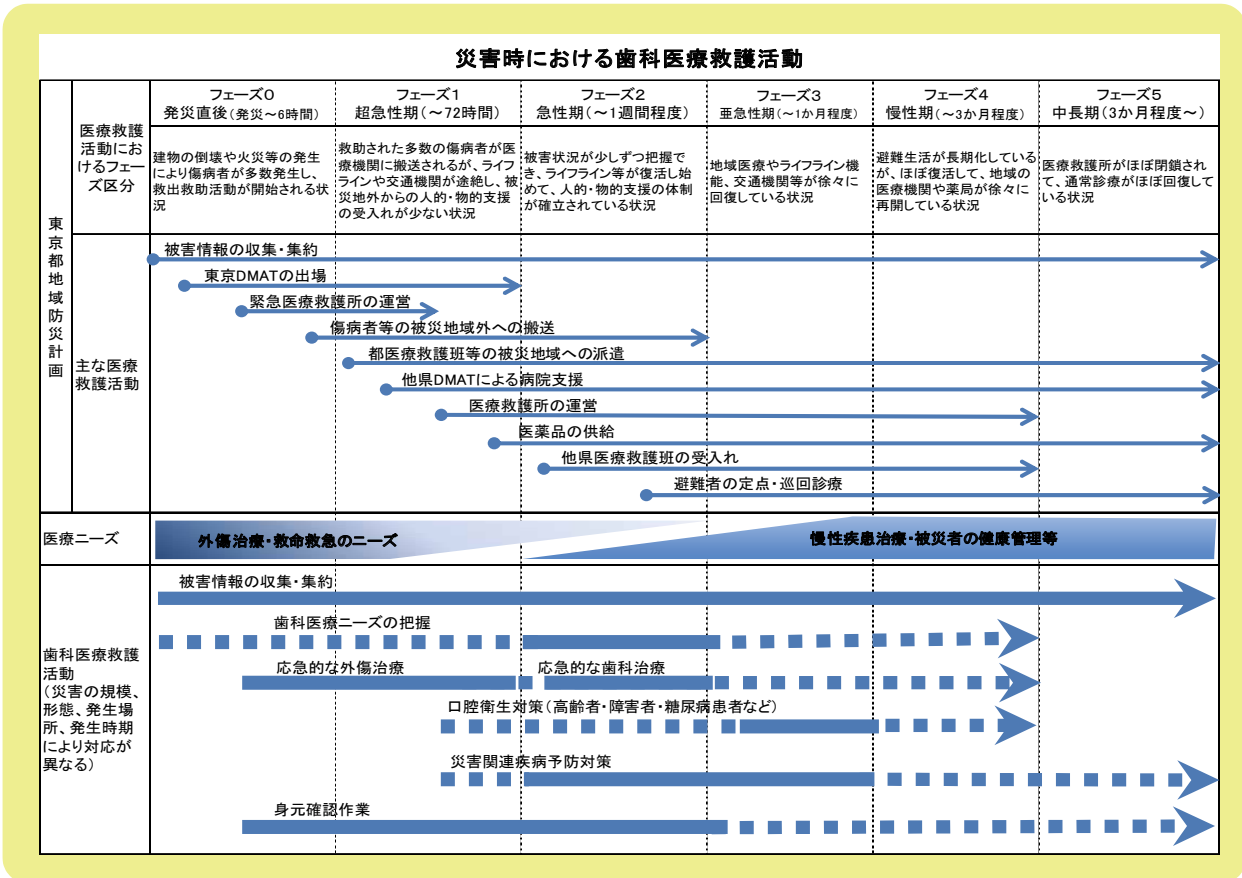 災害時における歯科医療救護活動
東京都地域防災計画
医療救護
活動にお
けるフェー
ズ区分
フェーズ0
発災直後(発災~6時間)
フェーズ1
超急性期(~72時間)
フェーズ2
急性期(~1週間程度)
フェーズ3
亜急性期(~1か月程度)
フェーズ4
慢性期(~3か月程度)
フェーズ5
中長期(3か月程度~)
建物の倒壊や火災等の発生
により傷病者が多数発生し、
救出救助活動が開始される状
況
救助された多数の傷病者が医
療機関に搬送されるが、ライフ
ラインや交通機関が途絶し、被
災地外からの人的・物的支援
の受入れが少ない状況
被害状況が少しずつ把握で
き、ライフライン等が復活し始
めて、人的・物的支援の体制
が確立されている状況
地域医療やライフライン機
能、交通機関等が徐々に
回復している状況
避難生活が長期化している
が、ほぼ復活して、地域の
医療機関や薬局が徐々に
再開している状況
医療救護所がほぼ閉鎖され
て、通常診療がほぼ回復して
いる状況
主な医療
救護活動
被害情報の収集・集約
東京DMATの出場
緊急医療救護所の運営
傷病者等の被災地域外への搬送
都医療救護班等の被災地域への派遣
他県DMATによる病院支援
医療救護所の運営
医薬品の供給
他県医療救護班の受入れ
避難者の定点・巡回診療
医療ニーズ
外傷治療・救命救急のニーズ
慢性疾患治療・被災者の健康管理等
歯科医療救護
活動
(災害の規模、
形態、発生場
所、発生時期
により対応が
異なる)
被害情報の収集・集約
歯科医療ニーズの把握
応急的な外傷治療
応急的な歯科治療
口腔衛生対策(高齢者・障害者・糖尿病患者など)
災害関連疾病予防対策
身元確認作業